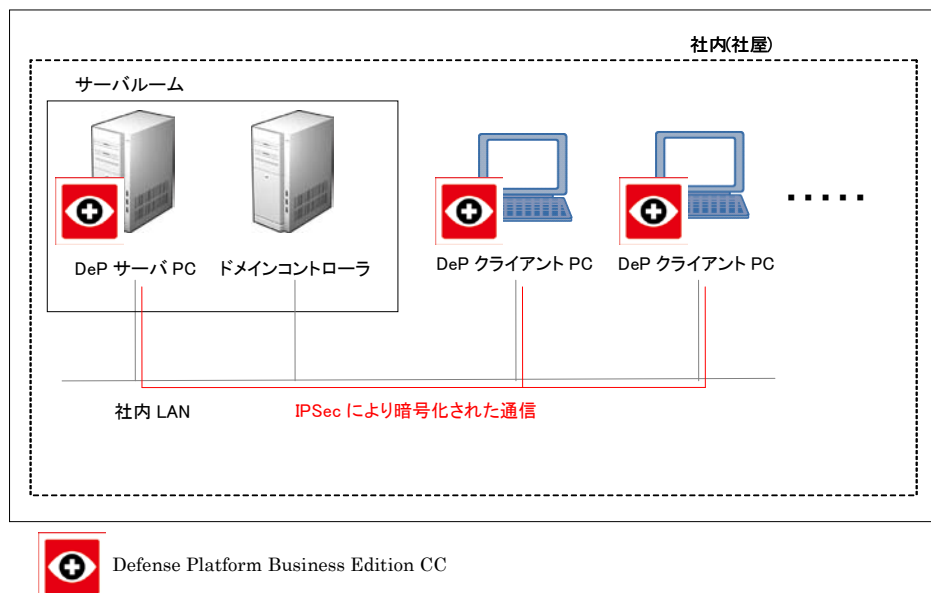 社内(社屋)
サーバルーム
DeP サーバ PC
ドメインコントローラ
DeP クライアント PC
DeP クライアント PC
・・・・・
社内 LAN
IPSec により暗号化された通信
Defense Platform Business Edition CC